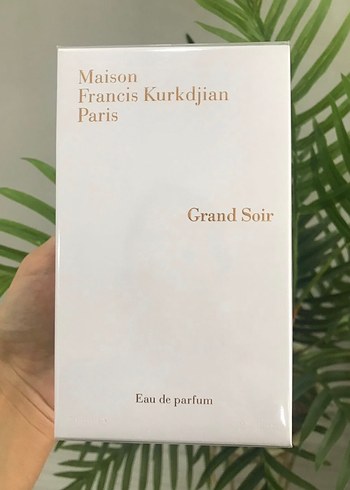 Maison
Francis Kurkdjian
Paris
Grand Soir
Eau de parfum